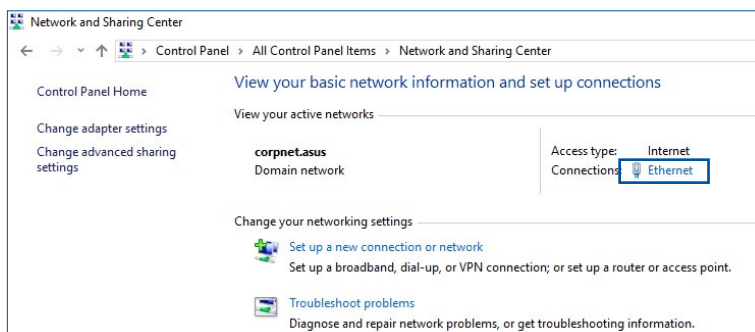 Network and Sharing Center
Control Panel > All Control Panel Items > Network and Sharing Center
Control Panel Home
Change adapter settings
Change advanced sharing
settings
View your basic network information and set up connections
View your active networks
corpnet.asus
Domain network
Access type: Internet
Connections: Ethernet
Change your networking settings
Set up a new connection or network
Set up a broadband, dial-up, or VPN connection; or set up a router or access point.
Troubleshoot problems
Diagnose and repair network problems, or get troubleshooting information.